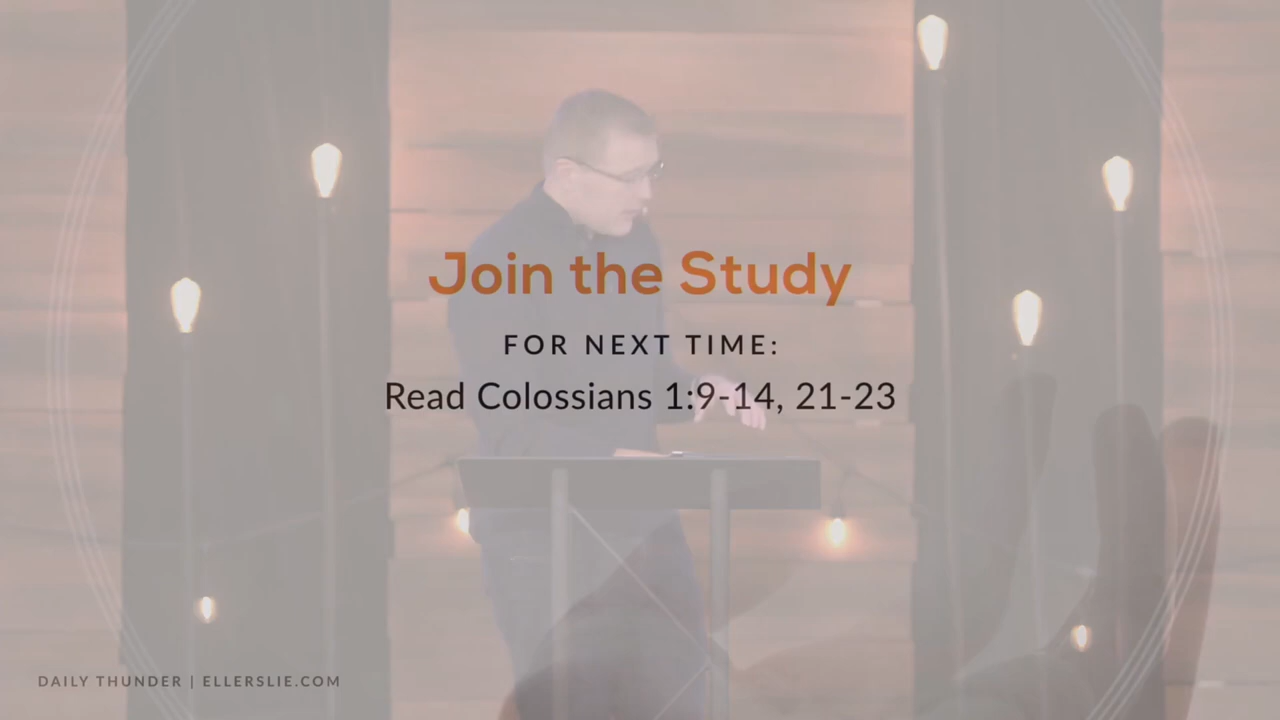 Join the Study
FOR NEXT TIME:
Read Colossians 1:9-14, 21-23
DAILY THUNDER | ELLERSLIE.COM